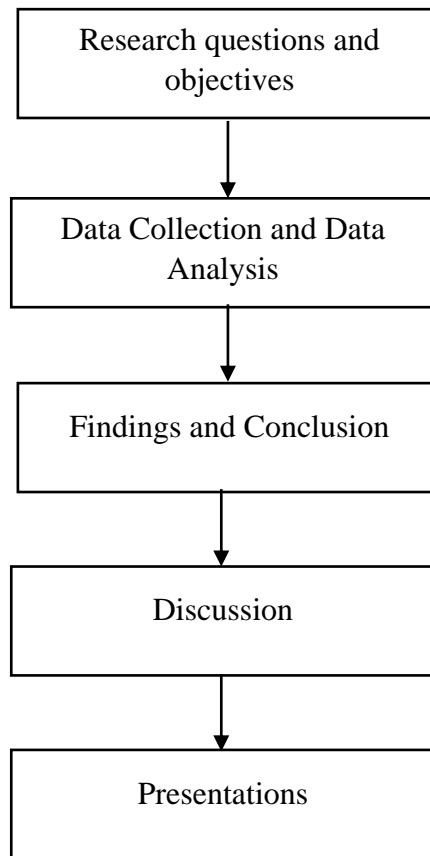 Research questions and
objectives
Data Collection and Data
Analysis
Findings and Conclusion
Discussion
Presentations